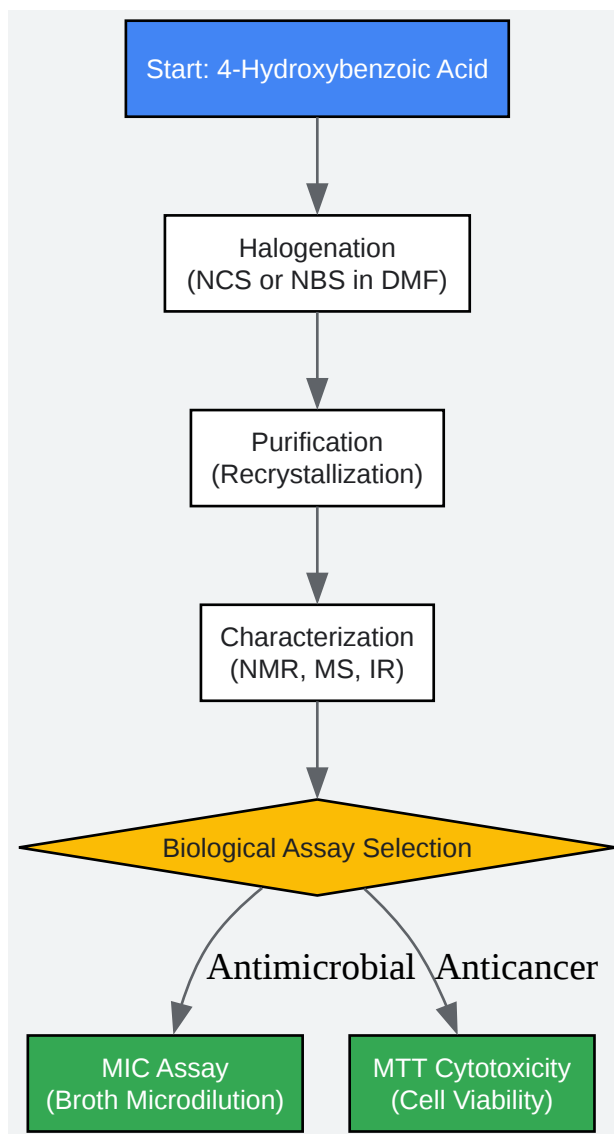 Start: 4-Hydroxybenzoic Acid
Halogenation
(NCS or NBS in DMF)
Purification
(Recrystallization)
Characterization
(NMR, MS, IR)
Biological Assay Selection
Antimicrobial
Anticancer
MIC Assay
(Broth Microdilution)
MTT Cytotoxicity
(Cell Viability)